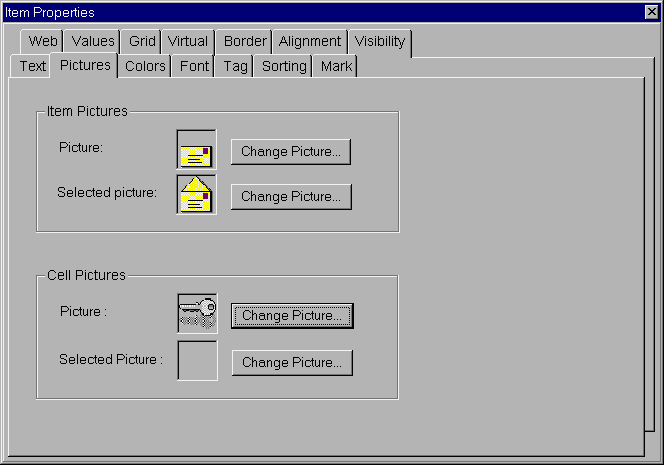 Item Properties
Web Values Grid Virtual Border Alignment Visibility
Text Pictures Colors Font Tag Sorting Mark
Item Pictures
Picture: Change Picture...
Selected picture: Change Picture...
Cell Pictures
Picture : Change Picture...
Selected Picture : Change Picture...